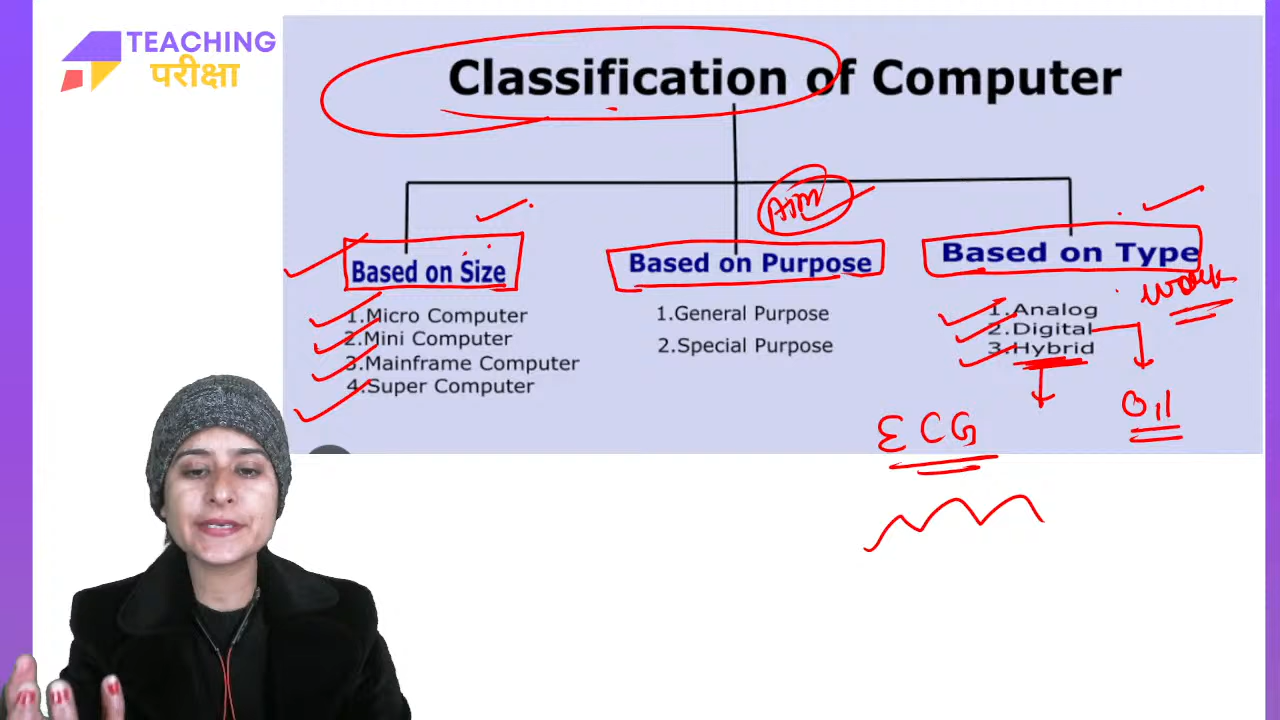 TEACHING
परीक्षा
Classification of Computer
Aim
Based on Size
Based on Purpose
Based on Type
work
1.Micro Computer
2.Mini Computer
3.Mainframe Computer
4.Super Computer
1.General Purpose
2.Special Purpose
1.Analog
2.Digital
3.Hybrid
0,1
ECG